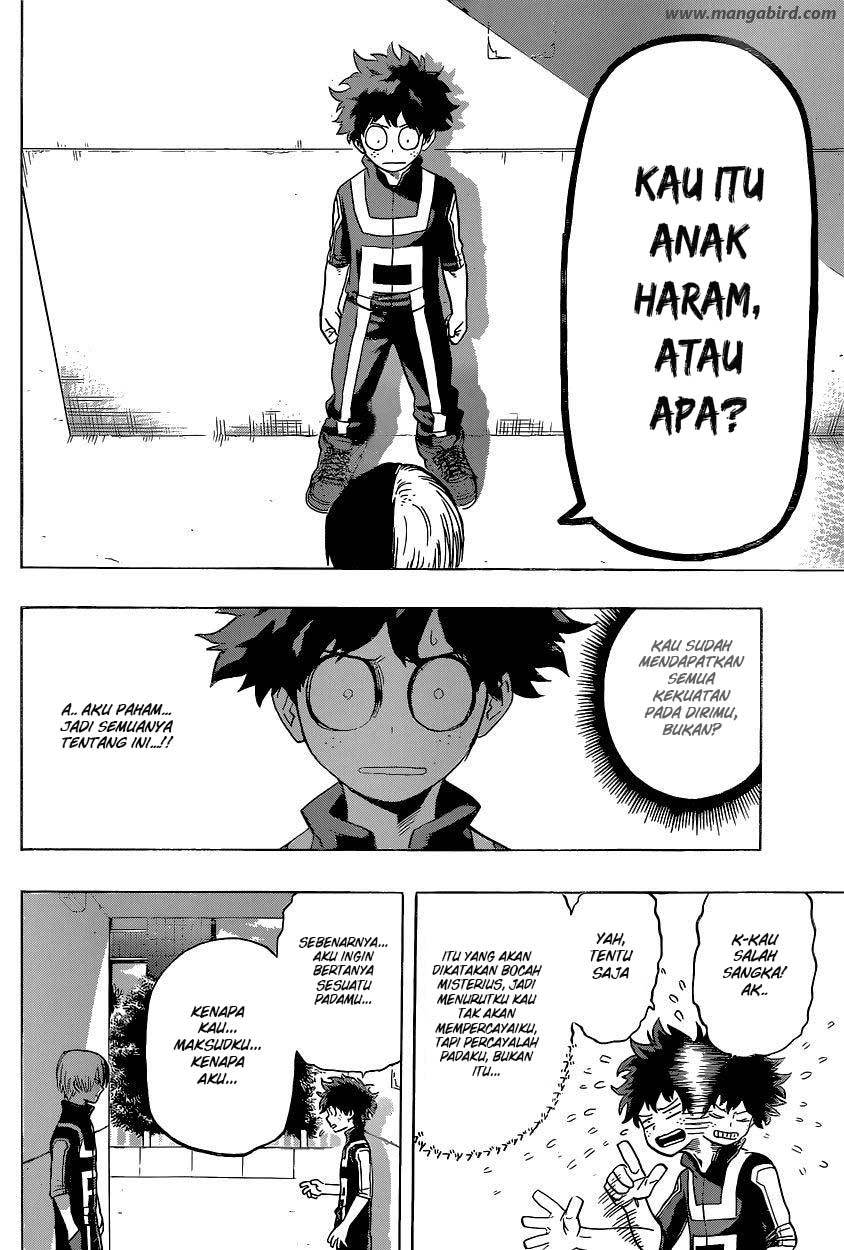 www.mangabird.com
KAU ITU
ANAK
HARAM,
ATAU
APA?
KAU SUDAH
MENDAPATKAN
SEMUA
KEKUATAN
PADA DIRIMU,
BUKAN?
A.. AKU PAHAM...
JADI SEMUANYA
TENTANG INI...!!
K-KAU
SALAH
SANGKA!
AK..
YAH,
TENTU
SAJA
ITU YANG AKAN
DIKATAKAN BOCAH
MISTERIUS, JADI
MENURUTKU KAU
TAK AKAN
MEMPERCAYAIKU,
TAPI PERCAYALAH
PADAKU, BUKAN
ITU...
SEBENARNYA...
AKU INGIN
BERTANYA
SESUATU
PADAMU...
KENAPA
KAU...
MAKSUDKU...
KENAPA
AKU...